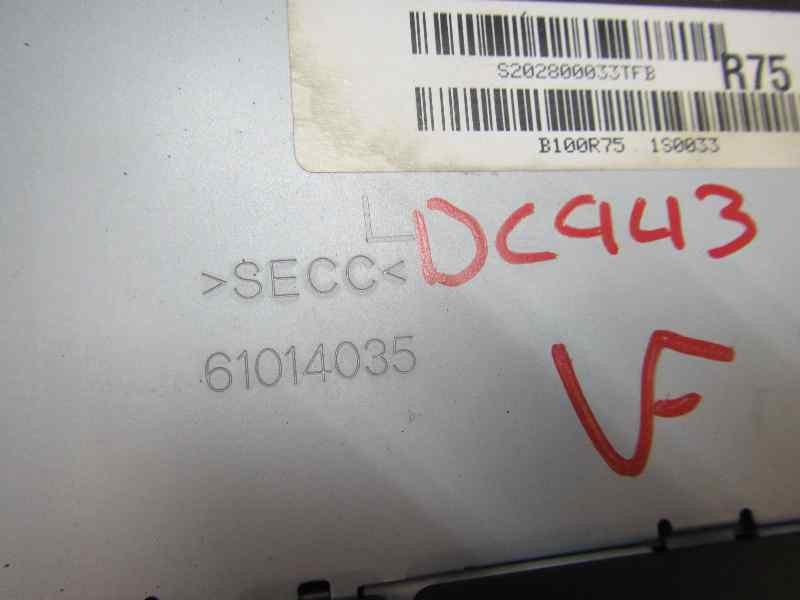 S202800033TFB
R75
B100R75 1S0033
L
DC943
>SECC<
61014035
VF